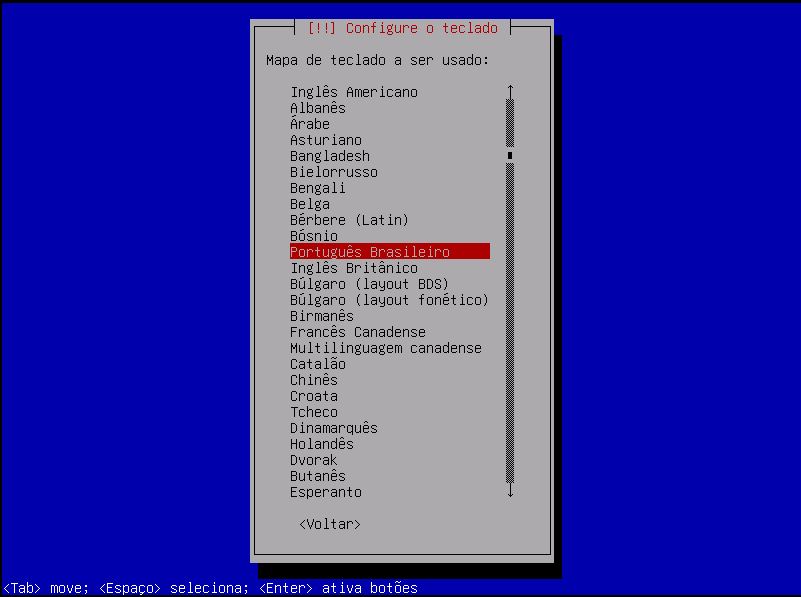 [!!] Configure o teclado
Mapa de teclado a ser usado:
Inglês Americano
Albanês
Árabe
Asturiano
Bangladesh
Bielorrusso
Bengali
Belga
Bérbere (Latin)
Bósnio
Português Brasileiro
Inglês Britânico
Búlgaro (layout BDS)
Búlgaro (layout fonético)
Birmanês
Francês Canadense
Multilinguagem canadense
Catalão
Chinês
Croata
Tcheco
Dinamarquês
Holandês
Dvorak
Butanês
Esperanto
<Voltar>
<Tab> move; <Espaço> seleciona; <Enter> ativa botões